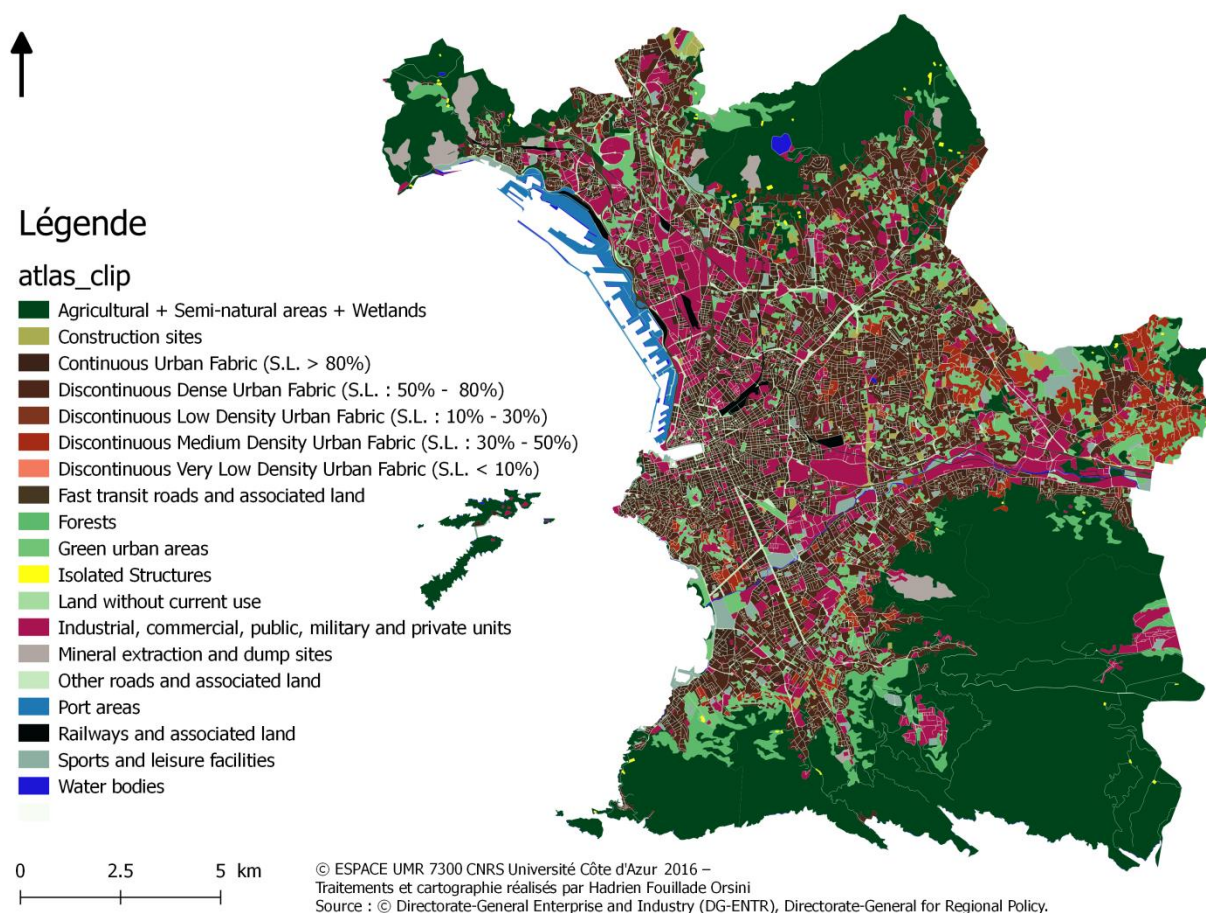 Légende
atlas_clip
Agricultural + Semi-natural areas + Wetlands
Construction sites
Continuous Urban Fabric (S.L. > 80%)
Discontinuous Dense Urban Fabric (S.L. : 50% - 80%)
Discontinuous Low Density Urban Fabric (S.L. : 10% - 30%)
Discontinuous Medium Density Urban Fabric (S.L. : 30% - 50%)
Discontinuous Very Low Density Urban Fabric (S.L. < 10%)
Fast transit roads and associated land
Forests
Green urban areas
Isolated Structures
Land without current use
Industrial, commercial, public, military and private units
Mineral extraction and dump sites
Other roads and associated land
Port areas
Railways and associated land
Sports and leisure facilities
Water bodies
0 2.5 5 km
© ESPACE UMR 7300 CNRS Université Côte d'Azur 2016 –
Traitements et cartographie réalisés par Hadrien Fouillade Orsini
Source : © Directorate-General Enterprise and Industry (DG-ENTR), Directorate-General for Regional Policy.